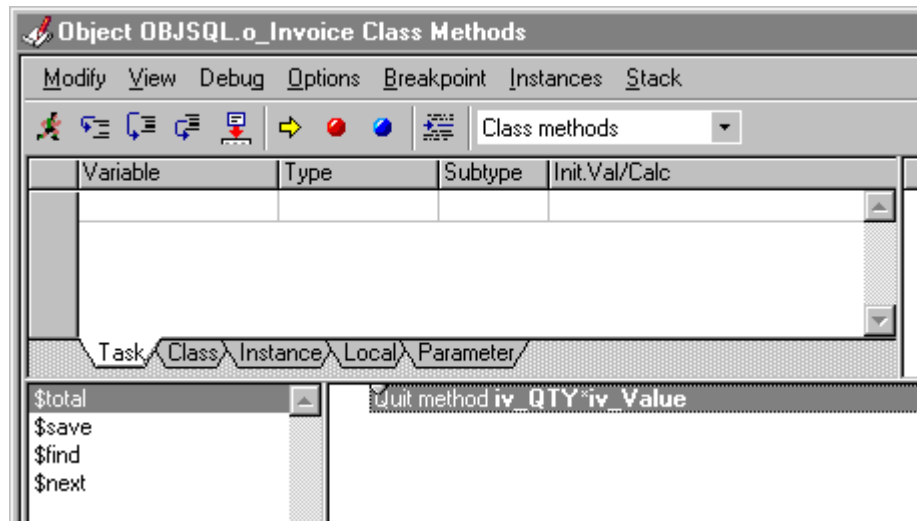 Object OBJSQL.o_Invoice Class Methods
Modify View Debug Options Breakpoint Instances Stack
Class methods
Variable Type Subtype Init.Val/Calc
Task Class Instance Local Parameter
$total Quit method iv_QTY*iv_Value
$save
$find
$next